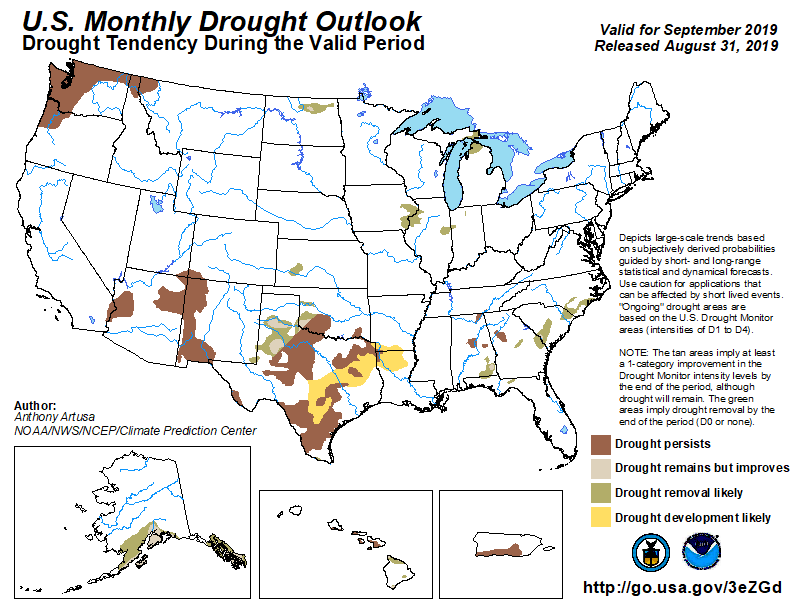 U.S. Monthly Drought Outlook
Drought Tendency During the Valid Period
Valid for September 2019
Released August 31, 2019
Depicts large-scale trends based
on subjectively derived probabilities
guided by short- and long-range
statistical and dynamical forecasts.
Use caution for applications that
can be affected by short lived events.
"Ongoing" drought areas are
based on the U.S. Drought Monitor
areas (intensities of D1 to D4).
NOTE: The tan areas imply at least
a 1-category improvement in the
Drought Monitor intensity levels by
the end of the period, although
drought will remain. The green
areas imply drought removal by the
end of the period (D0 or none).
Author:
Anthony Artusa
NOAA/NWS/NCEP/Climate Prediction Center
Drought persists
Drought remains but improves
Drought removal likely
Drought development likely
http://go.usa.gov/3eZGd